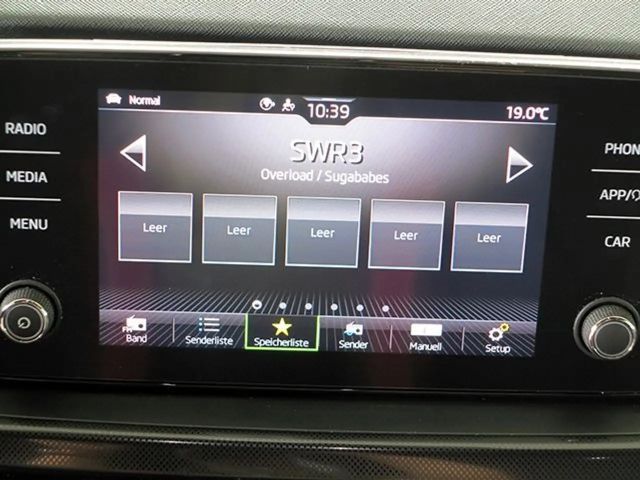 Normal
10:39
19.0°C
RADIO
MEDIA
MENU
SWR3
Overload / Sugababes
Leer
Leer
Leer
Leer
Leer
FM
Band
Senderliste
Speicherliste
Sender
Manuell
Setup
PHON
APP/
CAR